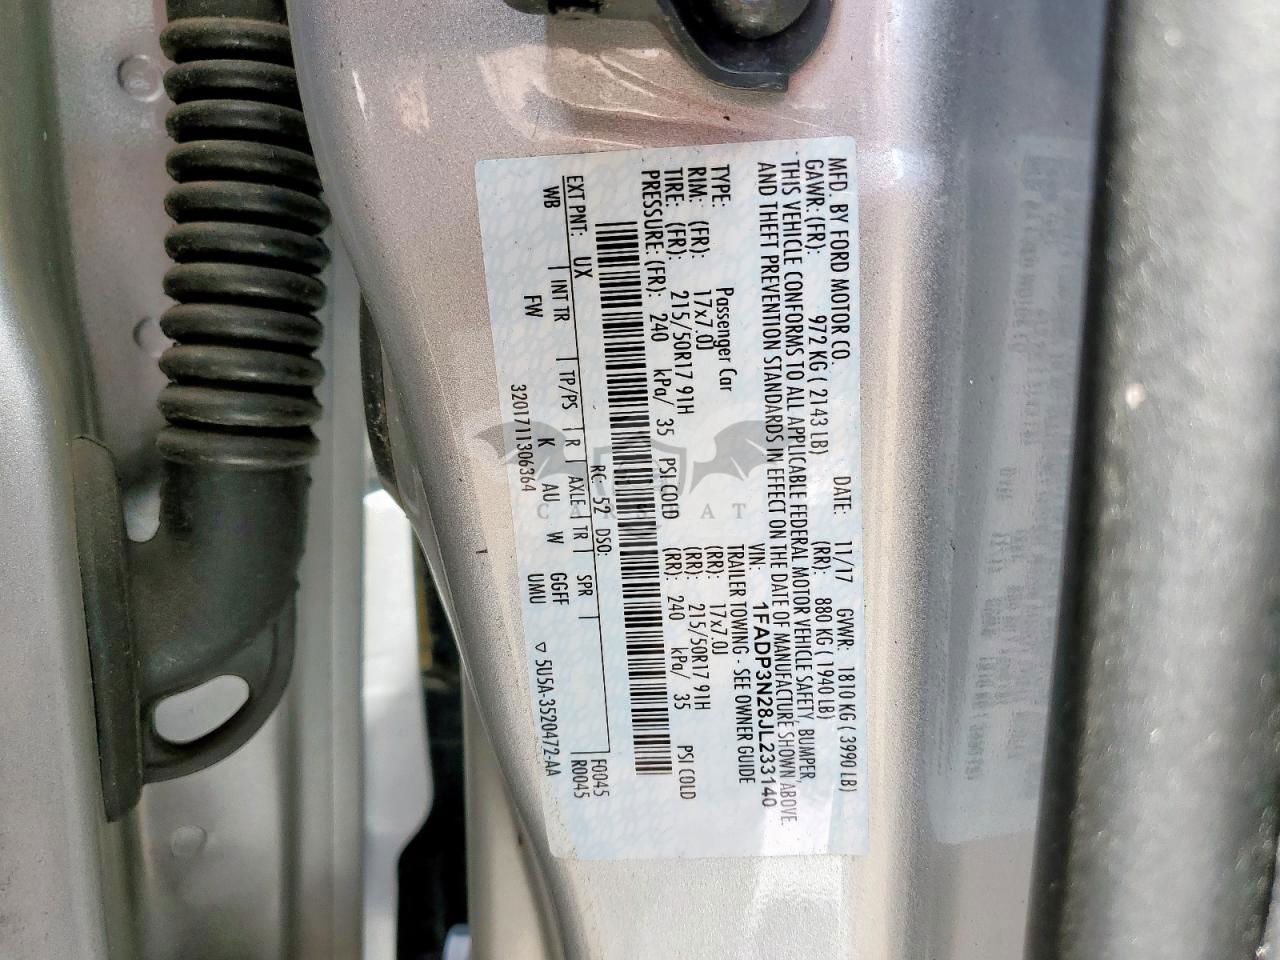 MFD. BY FORD MOTOR CO. DATE: 11/17 GVWR: 1810 KG ( 3990 LB)
GAWR: (FR): 972 KG ( 2143 LB) (RR): 880 KG ( 1940 LB)
THIS VEHICLE CONFORMS TO ALL APPLICABLE FEDERAL MOTOR VEHICLE SAFETY, BUMPER,
AND THEFT PREVENTION STANDARDS IN EFFECT ON THE DATE OF MANUFACTURE SHOWN ABOVE.
VIN: 1FADP3N28JL233140
TYPE: Passenger Car TRAILER TOWING - SEE OWNER GUIDE
RIM: (FR): 17x7.0J (RR): 17x7.0J
TIRE: (FR): 215/50R17 91H (RR): 215/50R17 91H
PRESSURE: (FR): 240 kPa/ 35 PSI COLD (RR): 240 kPa/ 35 PSI COLD
RC: 52 DSO: F0045
EXT PNT: UX R0045
WB INT TR TP/PS R AXLE TR SPR
FW K AU W GGFF
3201711306364 UMU ▽ 5U5A-3520472-AA